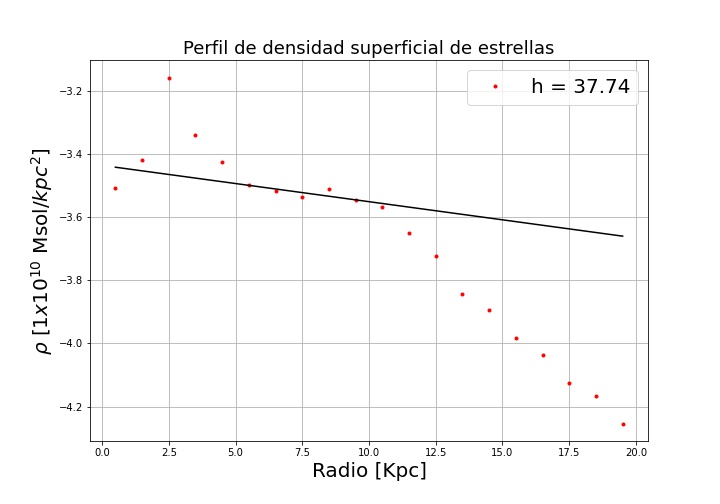 Perfil de densidad superficial de estrellas
h = 37.74
ρ [1x10^10 Msol/kpc^2]
−3.2
−3.4
−3.6
−3.8
−4.0
−4.2
0.0 2.5 5.0 7.5 10.0 12.5 15.0 17.5 20.0
Radio [Kpc]